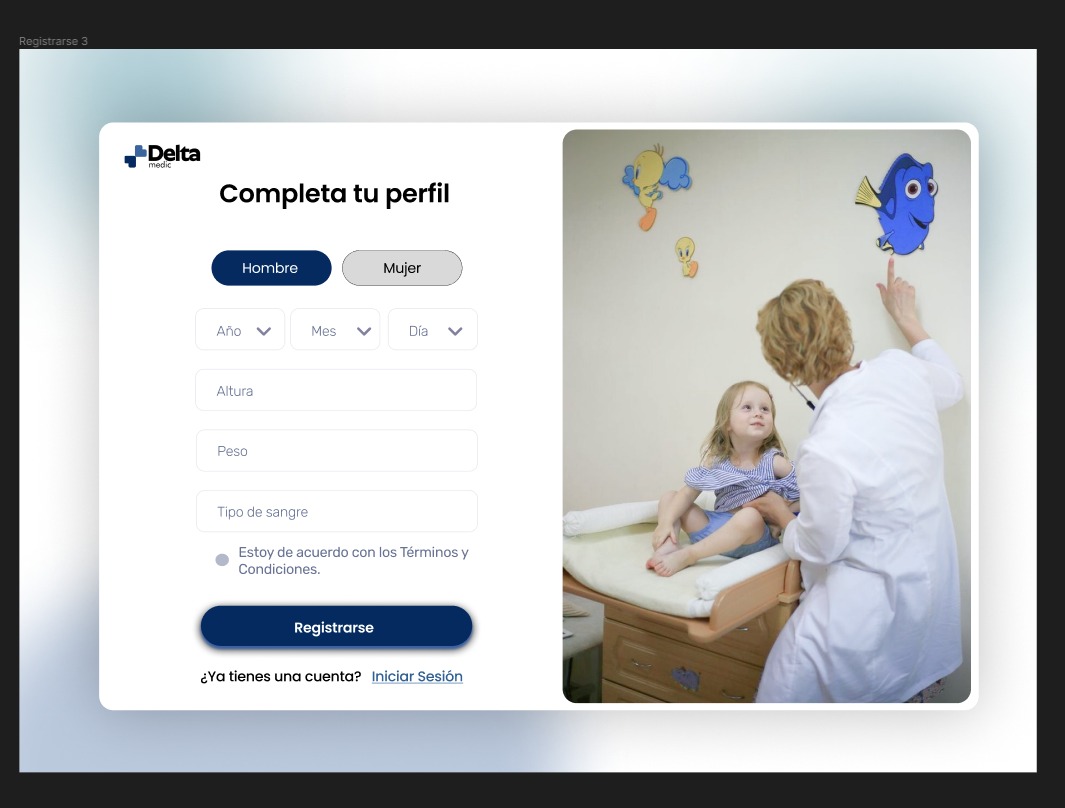 Registrarse 3
Delta
medic
Completa tu perfil
Hombre
Mujer
Año
Mes
Día
Altura
Peso
Tipo de sangre
Estoy de acuerdo con los Términos y
Condiciones.
Registrarse
¿Ya tienes una cuenta? Iniciar Sesión